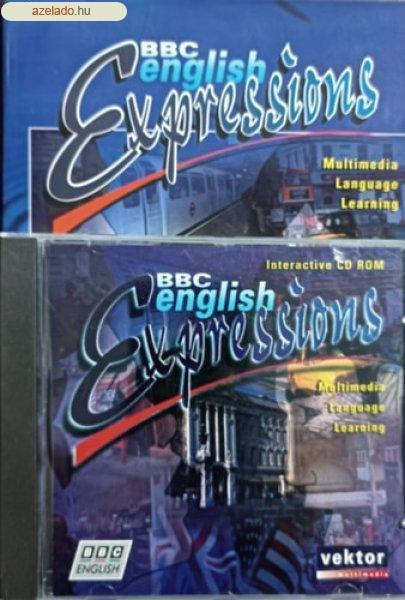 azelado.hu
BBC
english
Expressions
Multimedia
Language
Learning
Interactive CD ROM
BBC
english
Expressions
Multimedia
Language
Learning
BBC
ENGLISH
vektor
multimedia